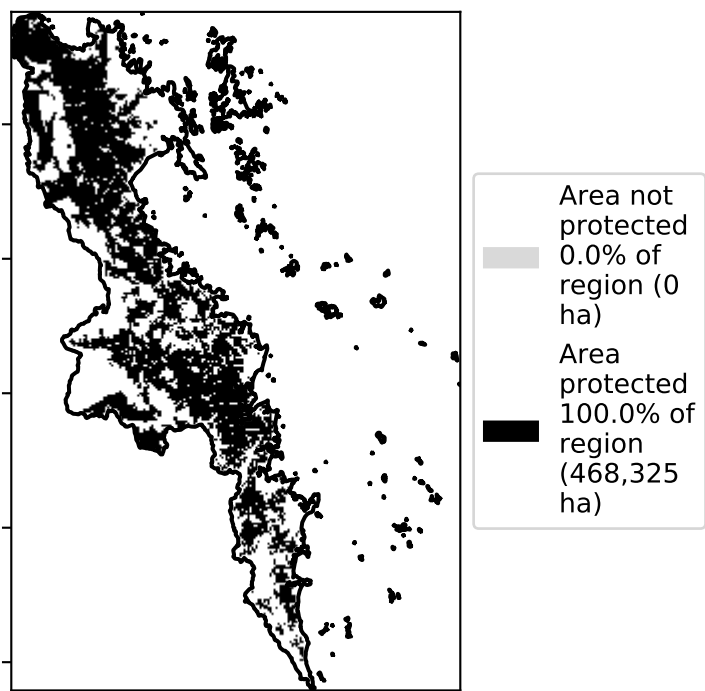 Area not
protected
0.0% of
region (0
ha)
Area
protected
100.0% of
region
(468,325
ha)